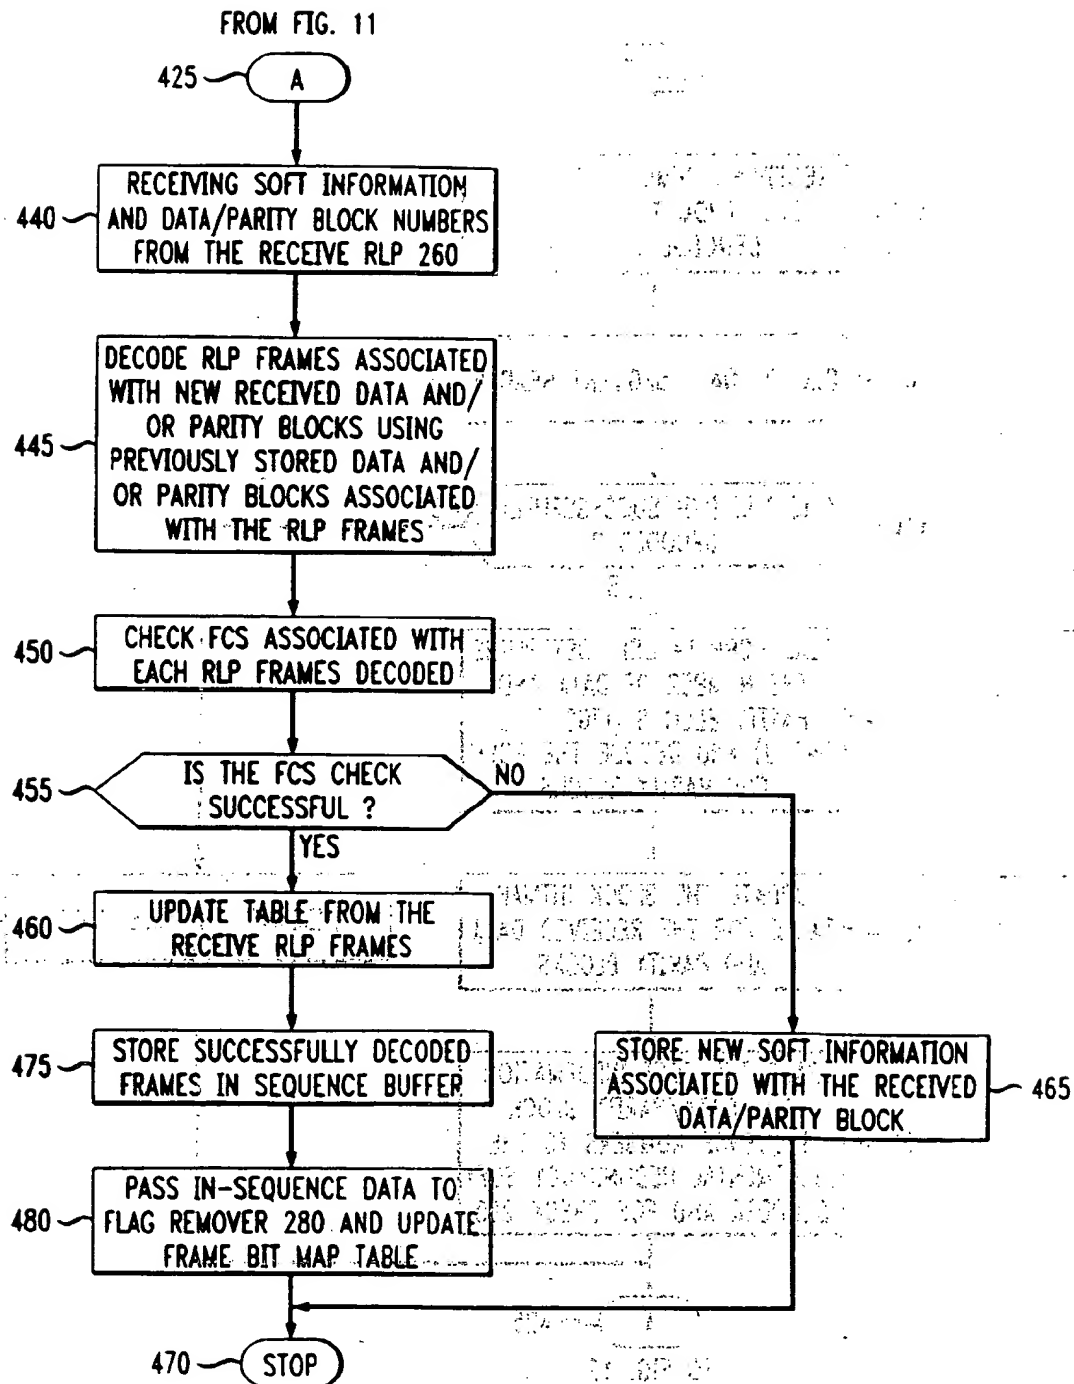 FROM FIG. 11
425
A
440
RECEIVING SOFT INFORMATION
AND DATA/PARITY BLOCK NUMBERS
FROM THE RECEIVE RLP 260
445
DECODE RLP FRAMES ASSOCIATED
WITH NEW RECEIVED DATA AND/
OR PARITY BLOCKS USING
PREVIOUSLY STORED DATA AND/
OR PARITY BLOCKS ASSOCIATED
WITH THE RLP FRAMES
450
CHECK FCS ASSOCIATED WITH
EACH RLP FRAMES DECODED
455
IS THE FCS CHECK
SUCCESSFUL ?
NO
YES
460
UPDATE TABLE FROM THE
RECEIVE RLP FRAMES
475
STORE SUCCESSFULLY DECODED
FRAMES IN SEQUENCE BUFFER
STORE NEW SOFT INFORMATION
ASSOCIATED WITH THE RECEIVED
DATA/PARITY BLOCK
465
480
PASS IN-SEQUENCE DATA TO
FLAG REMOVER 280 AND UPDATE
FRAME BIT MAP TABLE
470
STOP